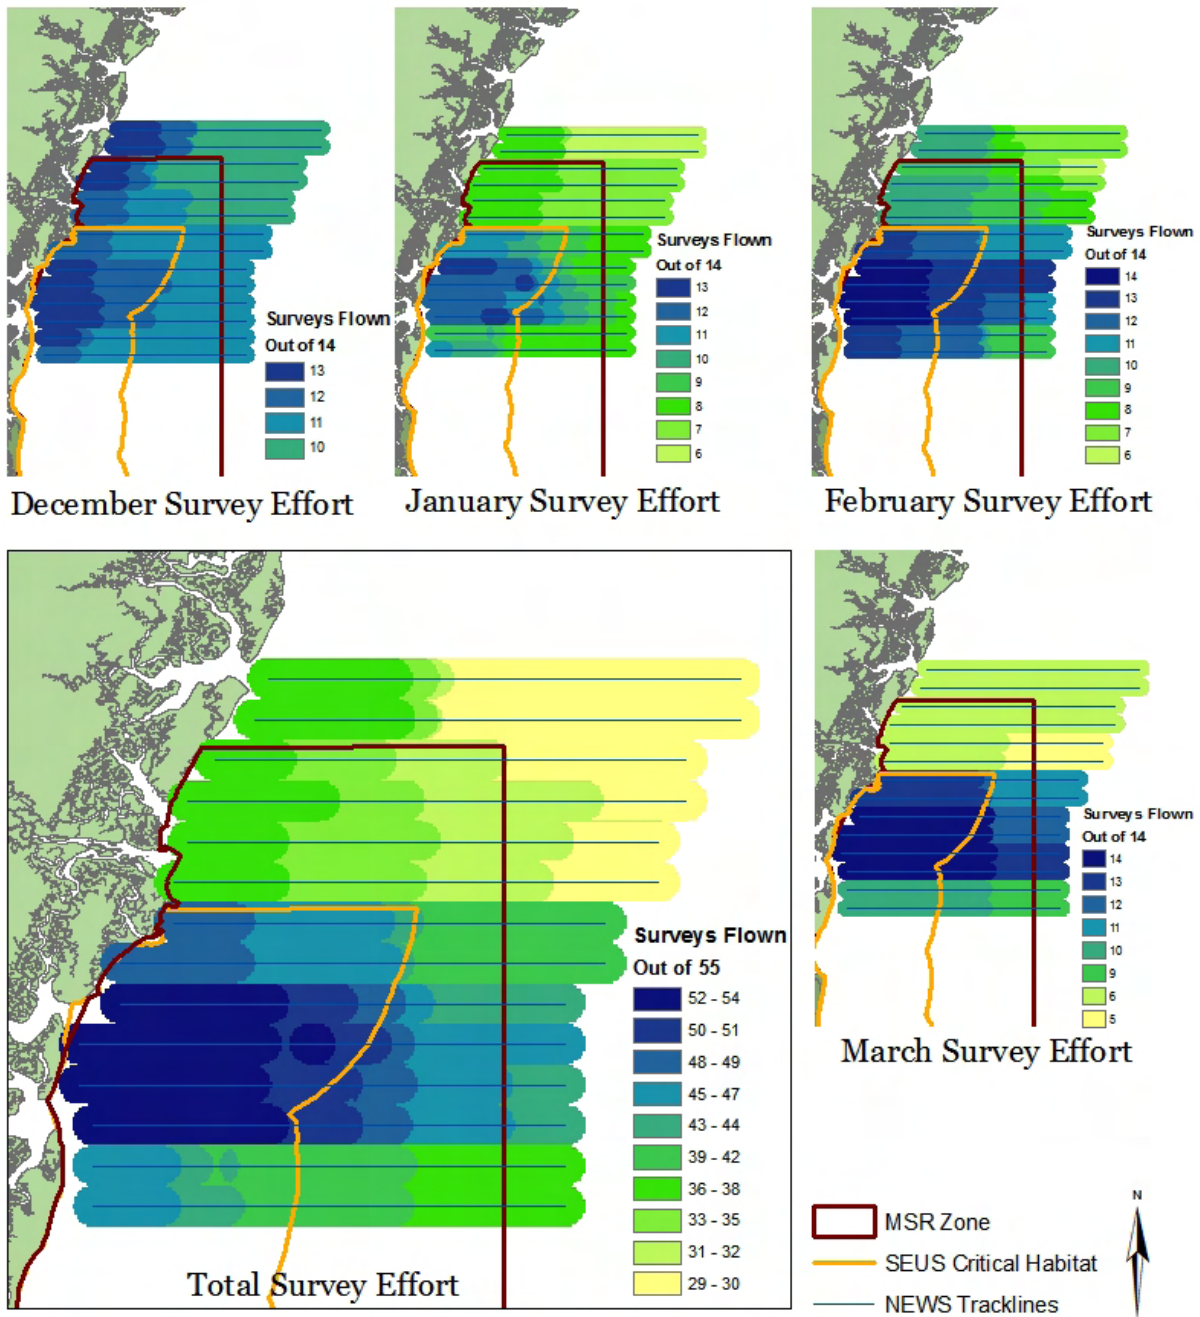 Surveys Flown
Out of 14
13
12
11
10
December Survey Effort
Surveys Flown
Out of 14
13
12
11
10
9
8
7
6
January Survey Effort
Surveys Flown
Out of 14
14
13
12
11
10
9
8
7
6
February Survey Effort
Surveys Flown
Out of 55
52 - 54
50 - 51
48 - 49
45 - 47
43 - 44
39 - 42
36 - 38
33 - 35
31 - 32
29 - 30
Total Survey Effort
Surveys Flown
Out of 14
14
13
12
11
10
9
6
5
March Survey Effort
MSR Zone
SEUS Critical Habitat
NEWS Tracklines
N